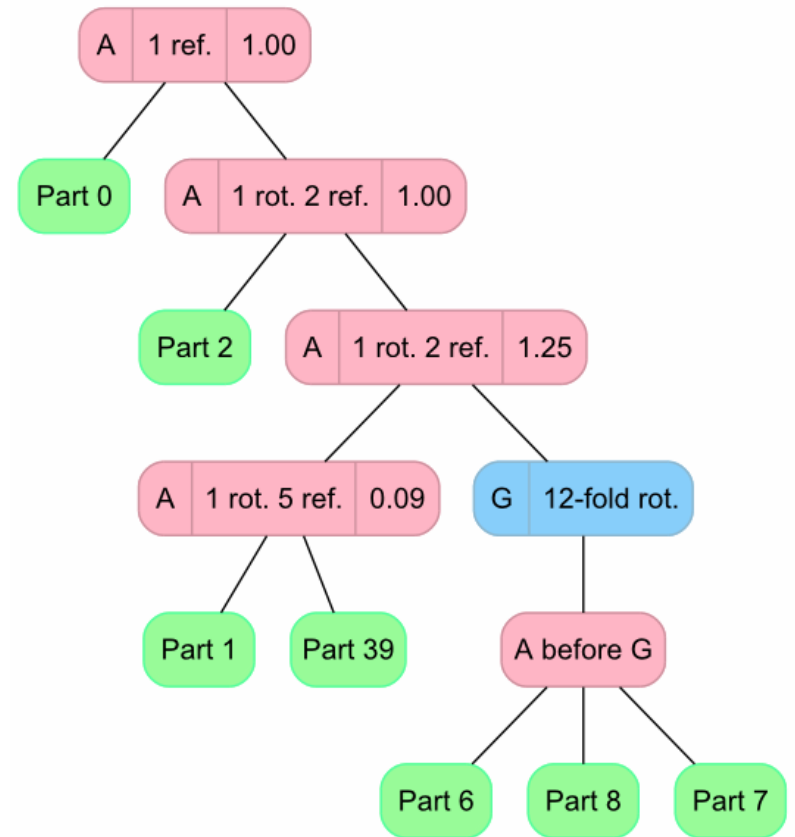 A 1 ref. 1.00
Part 0
A 1 rot. 2 ref. 1.00
Part 2
A 1 rot. 2 ref. 1.25
A 1 rot. 5 ref. 0.09
G 12-fold rot.
Part 1
Part 39
A before G
Part 6
Part 8
Part 7